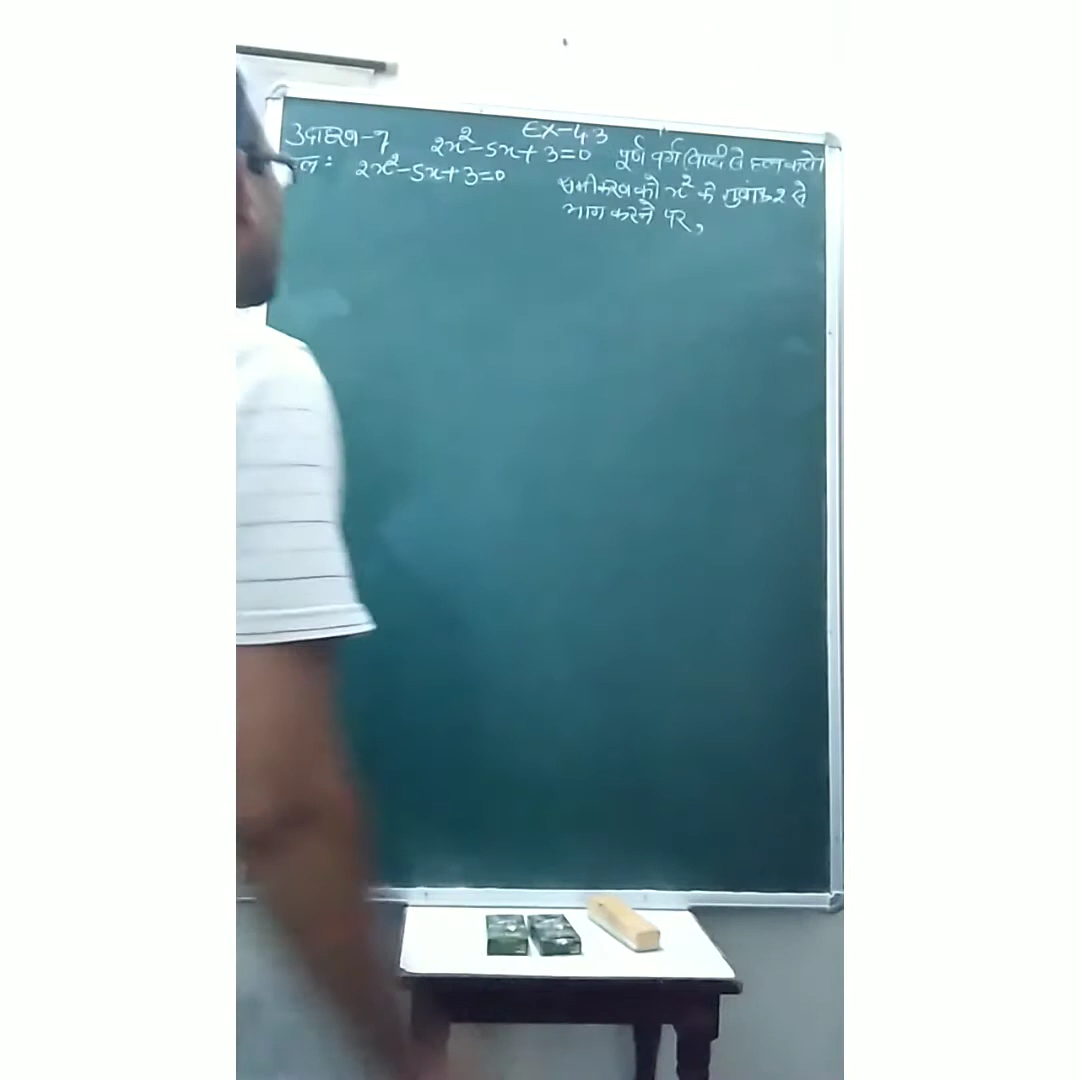 EX-4.3
उदाहरण-7 2x²-5x+3=0 पूर्ण वर्ग विधि से हल करो।
हल: 2x²-5x+3=0 समीकरण को x² के गुणांक 2 से
भाग करने पर,